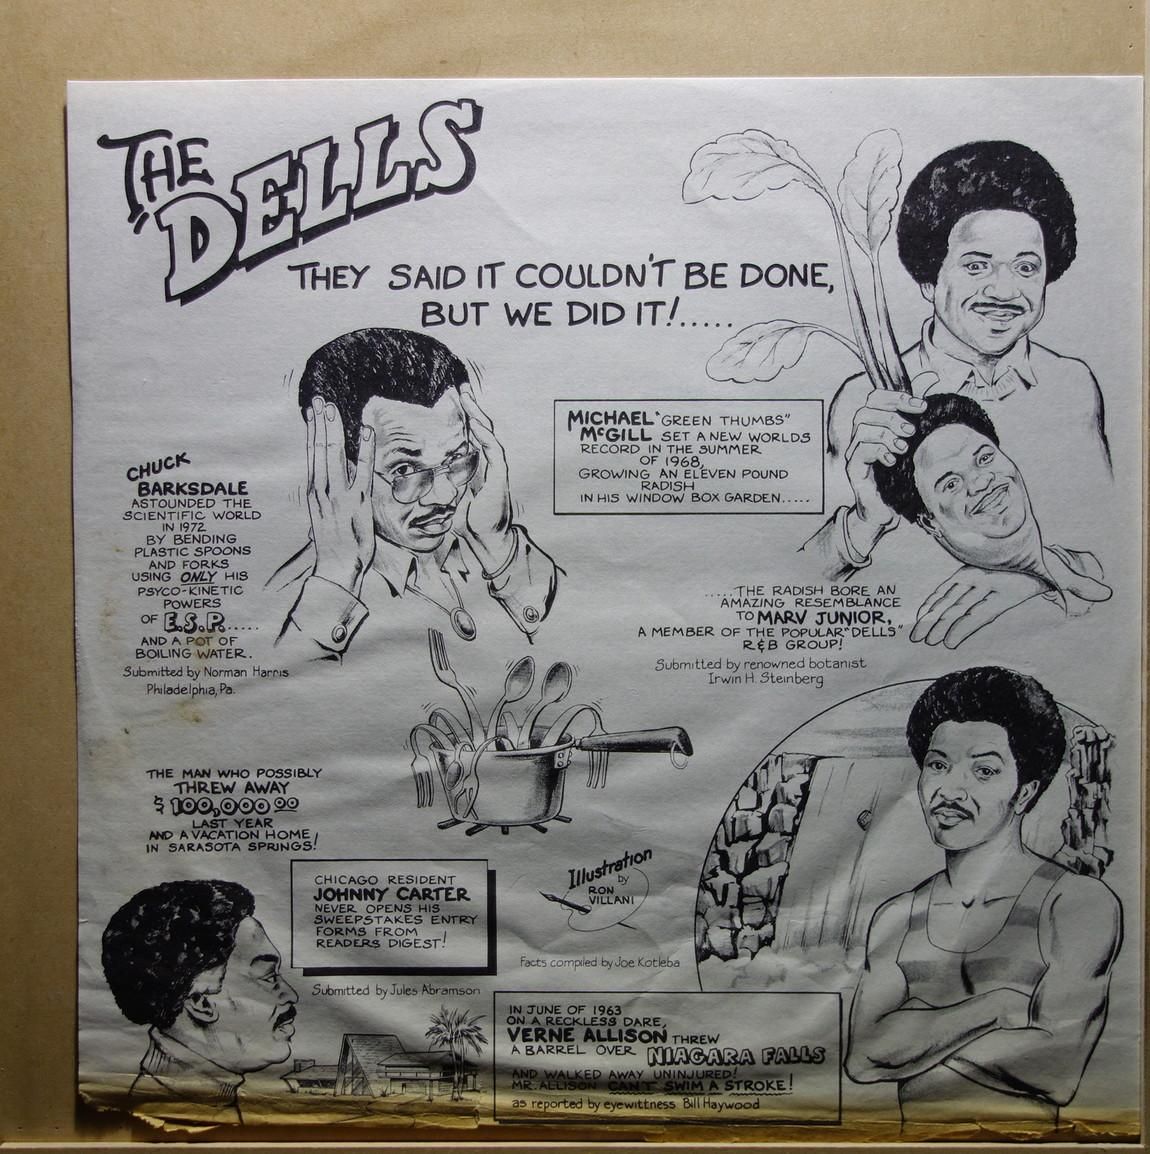 THE
DELLS
THEY SAID IT COULDN'T BE DONE,
BUT WE DID IT!.....
MICHAEL "GREEN THUMBS"
McGILL SET A NEW WORLDS
RECORD IN THE SUMMER
OF 1968,
GROWING AN ELEVEN POUND
RADISH
IN HIS WINDOW BOX GARDEN.....
CHUCK
BARKSDALE
ASTOUNDED THE
SCIENTIFIC WORLD
IN 1972
BY BENDING
PLASTIC SPOONS
AND FORKS
USING ONLY HIS
PSYCO-KINETIC
POWERS
OF E.S.P.....
AND A POT OF
BOILING WATER.
Submitted by Norman Harris
Philadelphia, Pa.
.....THE RADISH BORE AN
AMAZING RESEMBLANCE
TO MARV JUNIOR,
A MEMBER OF THE POPULAR "DELLS"
R&B GROUP!
Submitted by renowned botanist
Irwin H. Steinberg
THE MAN WHO POSSIBLY
THREW AWAY
$100,000.00
LAST YEAR
AND A VACATION HOME
IN SARASOTA SPRINGS!
CHICAGO RESIDENT
JOHNNY CARTER
NEVER OPENS HIS
SWEEPSTAKES ENTRY
FORMS FROM
READERS DIGEST!
Submitted by Jules Abramson
Illustration
by
RON
VILLANI
Facts compiled by Joe Kotleba
IN JUNE OF 1963
ON A RECKLESS DARE,
VERNE ALLISON THREW
A BARREL OVER NIAGARA FALLS
AND WALKED AWAY UNINJURED!
MR. ALLISON CAN'T SWIM A STROKE!
as reported by eyewittness Bill Haywood